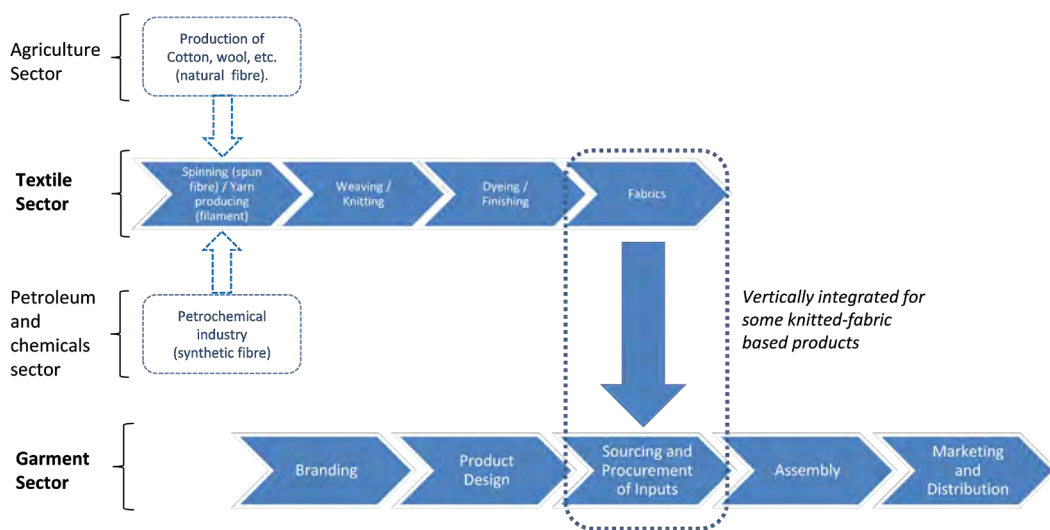 Agriculture
Sector
Production of
Cotton, wool, etc.
(natural fibre).
Textile
Sector
Spinning (spun
fibre) / Yarn
producing
(filament)
Weaving /
Knitting
Dyeing /
Finishing
Fabrics
Petroleum
and
chemicals
sector
Petrochemical
industry
(synthetic fibre)
Vertically integrated for
some knitted-fabric
based products
Garment
Sector
Branding
Product
Design
Sourcing and
Procurement
of Inputs
Assembly
Marketing
and
Distribution